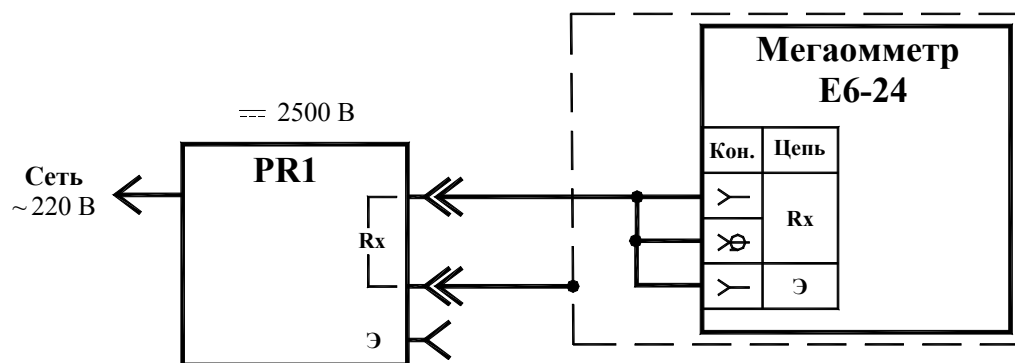 Мегаомметр
Е6-24
⎓ 2500 В
Кон. Цепь
PR1
Сеть
~220 В
Rx
Rx
Э
Э